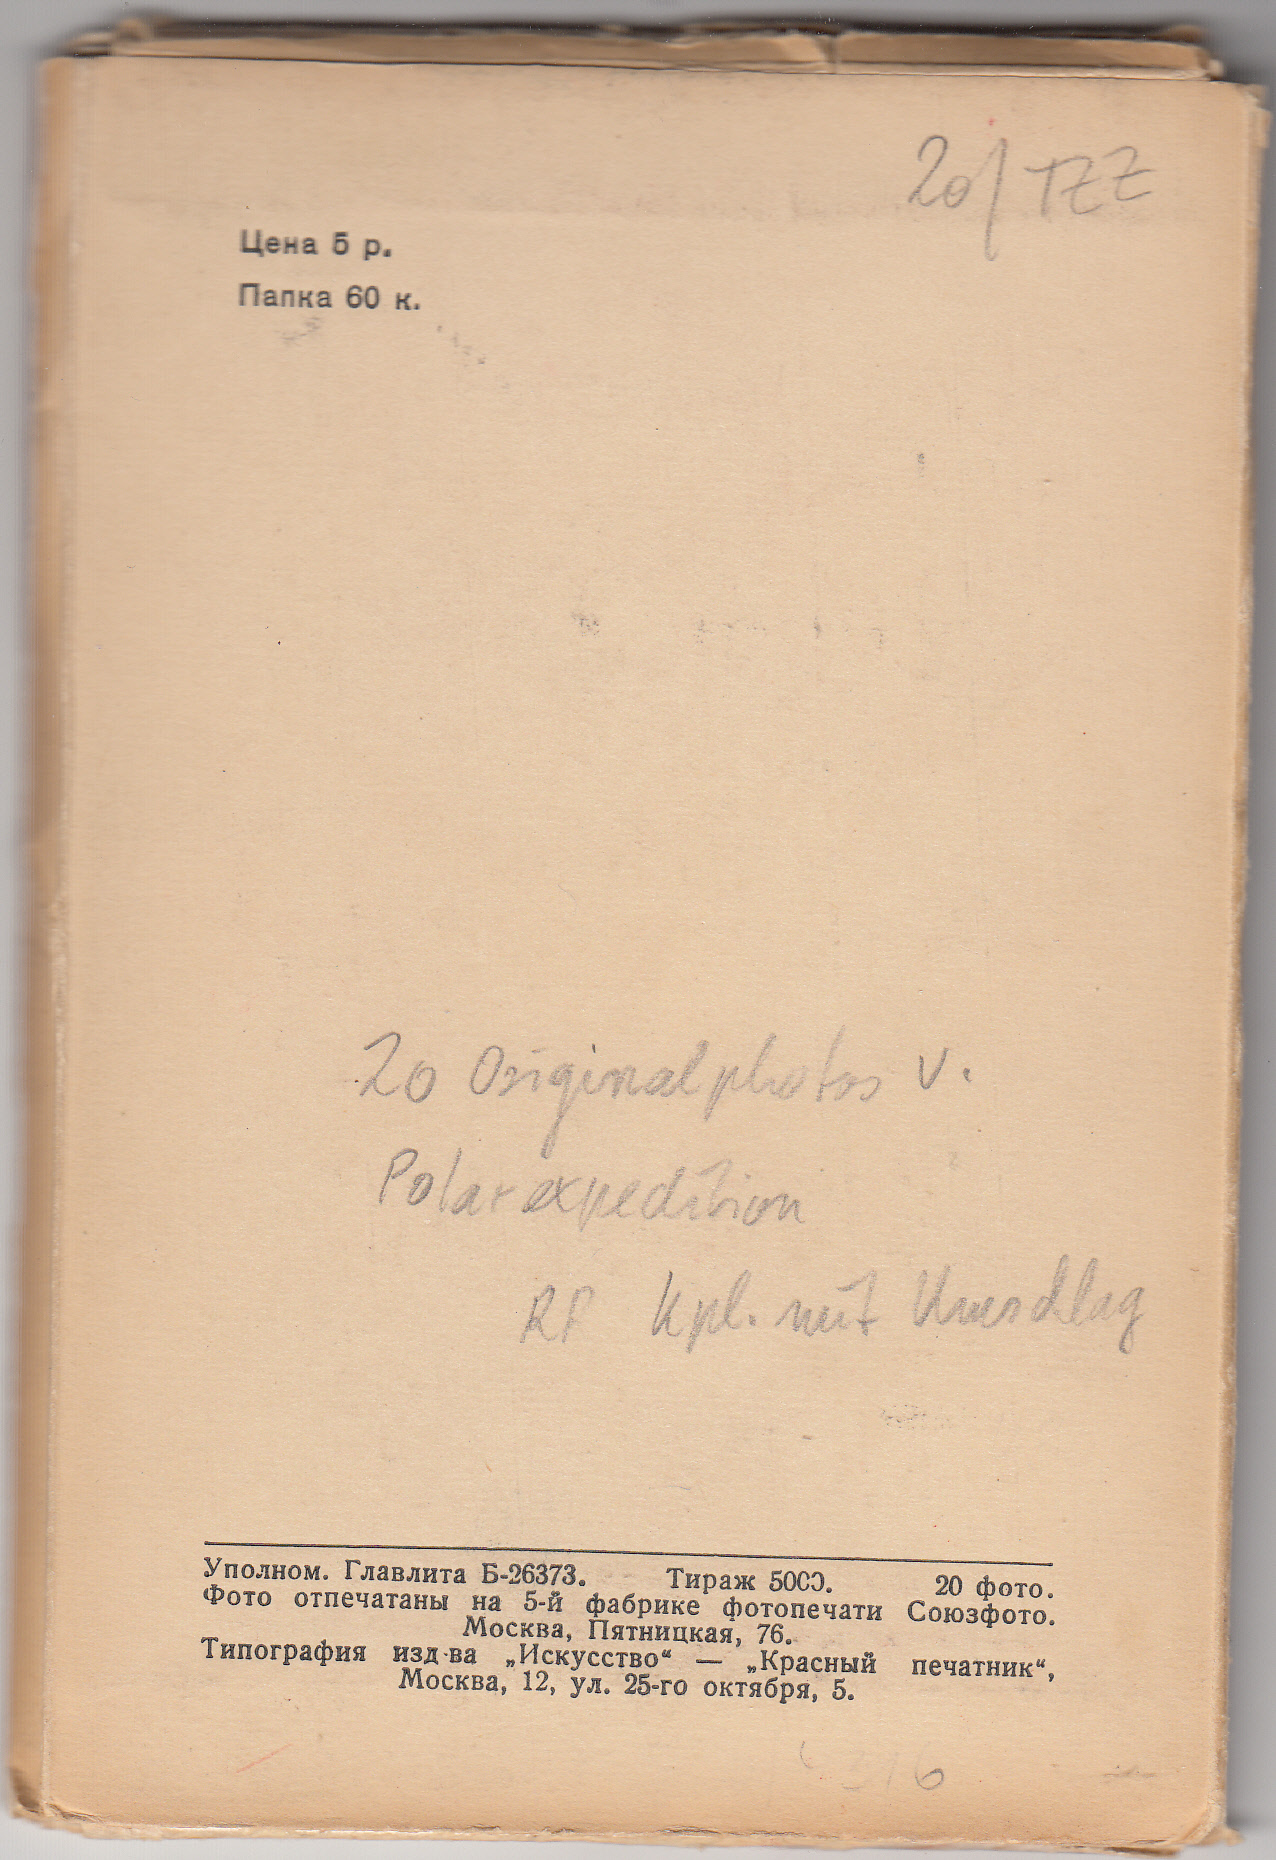 20/TZZ
Цена 5 р.
Папка 60 к.
20 Originalphotos v.
Polarexpedition
RP Kpl. mit Umschlag
Уполном. Главлита Б-26373. Тираж 5000. 20 фото.
Фото отпечатаны на 5-й фабрике фотопечати Союзфото.
Москва, Пятницкая, 76.
Типография изд-ва „Искусство“ — „Красный печатник“,
Москва, 12, ул. 25-го октября, 5.